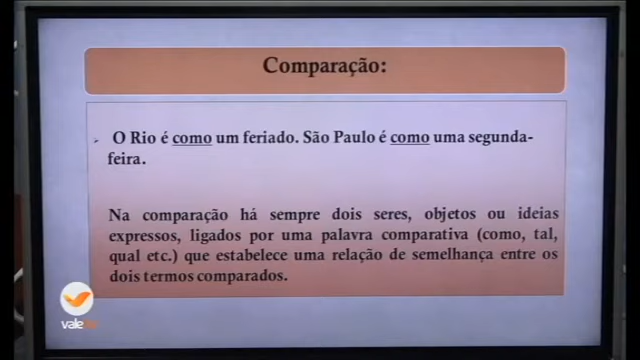 Comparação:
O Rio é como um feriado. São Paulo é como uma segunda-
feira.
Na comparação há sempre dois seres, objetos ou ideias
expressos, ligados por uma palavra comparativa (como, tal,
qual etc.) que estabelece uma relação de semelhança entre os
dois termos comparados.
vale